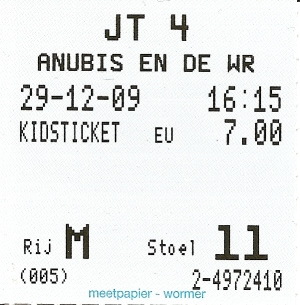 JT 4
ANUBIS EN DE WR
29-12-09 16:15
KIDSTICKET EU 7.00
Rij M Stoel 11
(005) 2-4972410
meetpapier - wormer